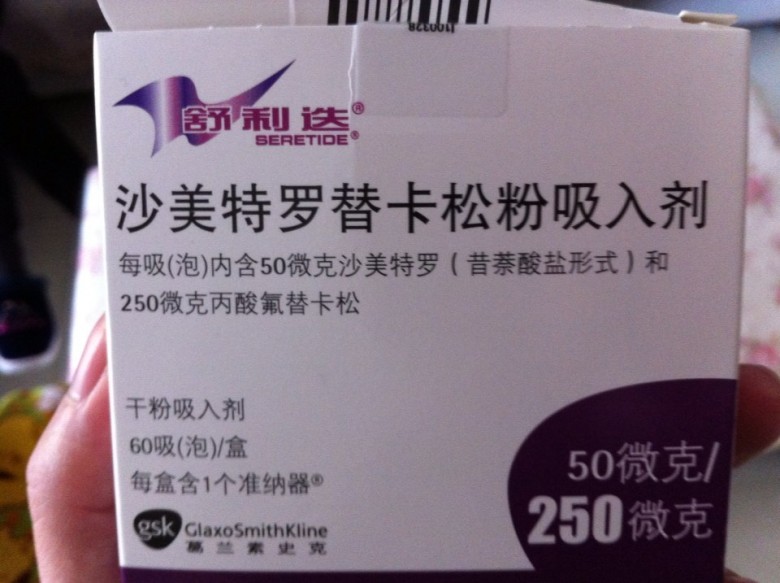 舒利迭®
SERETIDE®
沙美特罗替卡松粉吸入剂
每吸(泡)内含50微克沙美特罗(昔萘酸盐形式)和
250微克丙酸氟替卡松
干粉吸入剂
60吸(泡)/盒
每盒含1个准纳器®
gsk GlaxoSmithKline
葛兰素史克
50微克/
250微克